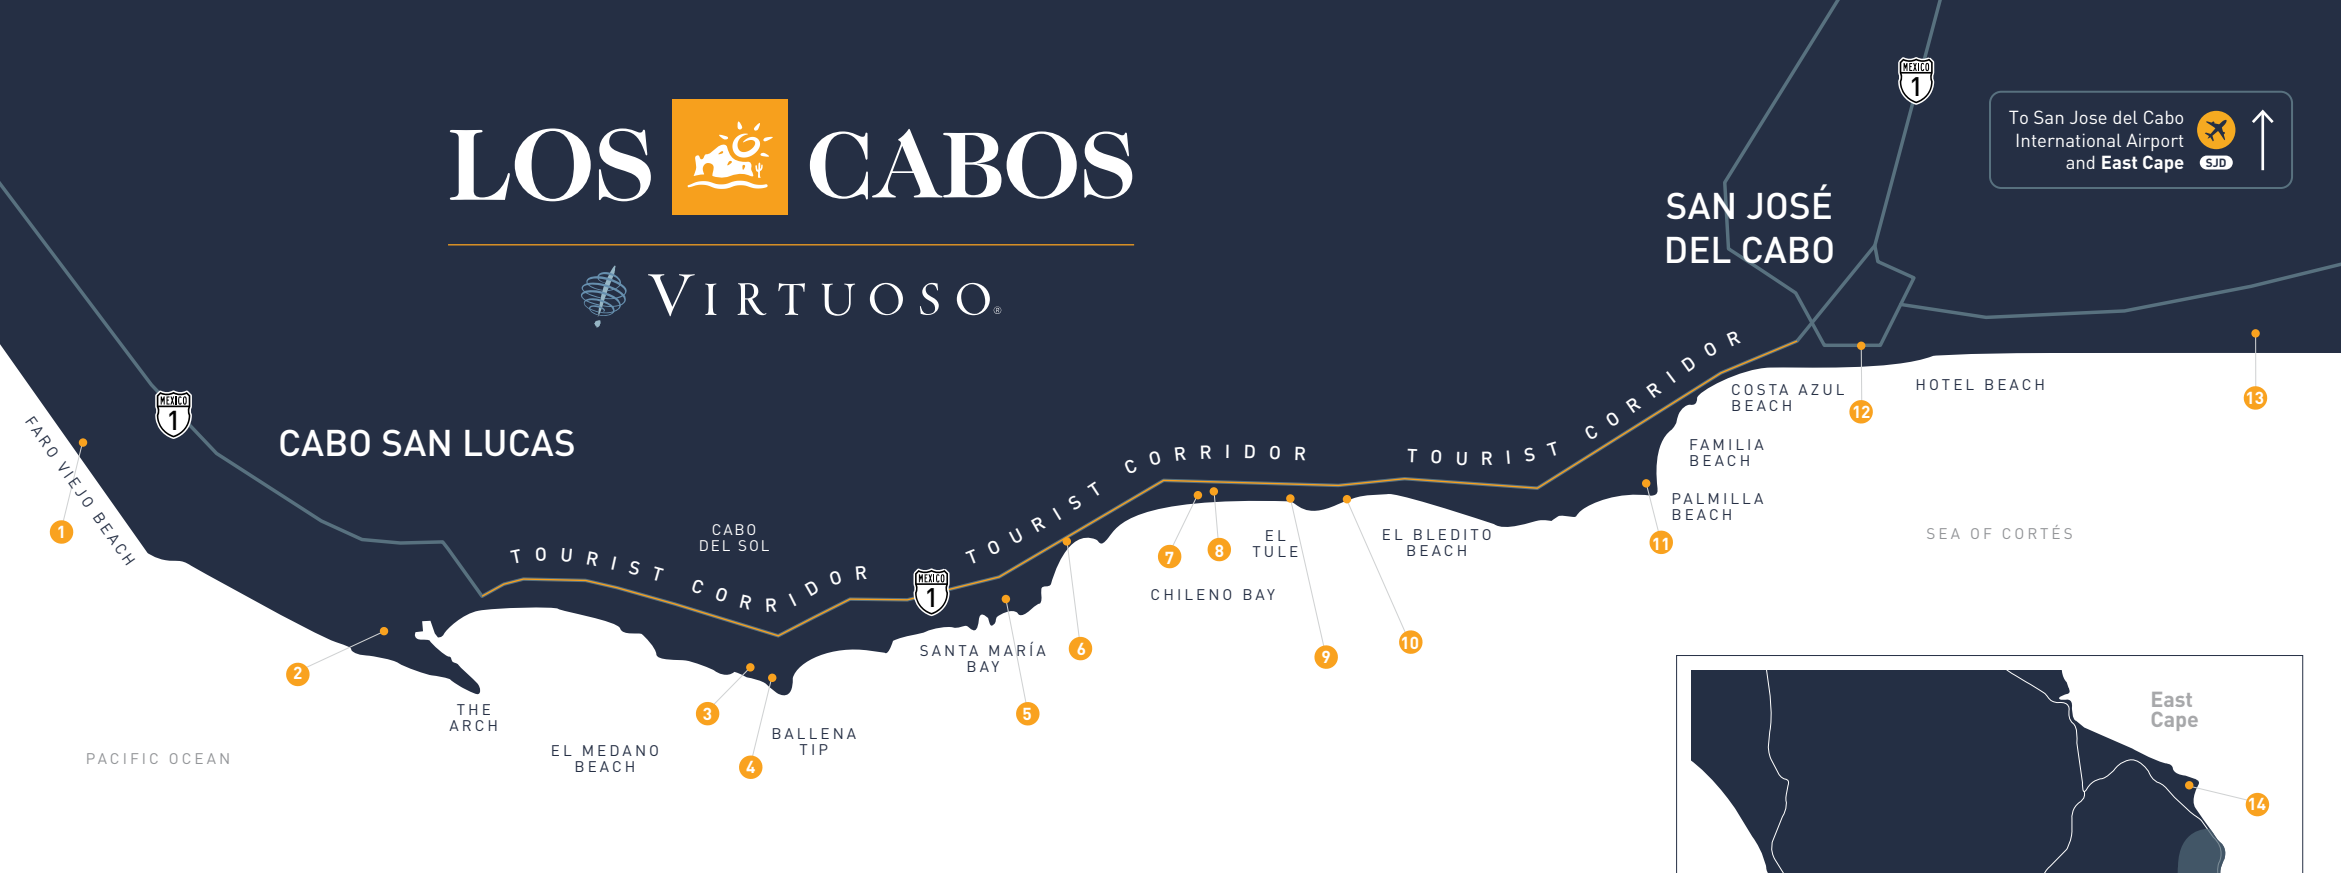 LOS CABOS
VIRTUOSO®
MEXICO
1
To San Jose del Cabo
International Airport
and East Cape
SJD
SAN JOSÉ
DEL CABO
MEXICO
1
CABO SAN LUCAS
FARO VIEJO BEACH
1
2
THE
ARCH
PACIFIC OCEAN
TOURIST CORRIDOR
CABO
DEL SOL
EL MEDANO
BEACH
3
4
BALLENA
TIP
MEXICO
1
TOURIST CORRIDOR
SANTA MARÍA
BAY
5
6
7
8
EL
TULE
CHILENO BAY
9
10
EL BLEDITO
BEACH
TOURIST CORRIDOR
11
PALMILLA
BEACH
FAMILIA
BEACH
COSTA AZUL
BEACH
12
HOTEL BEACH
13
SEA OF CORTÉS
East
Cape
14